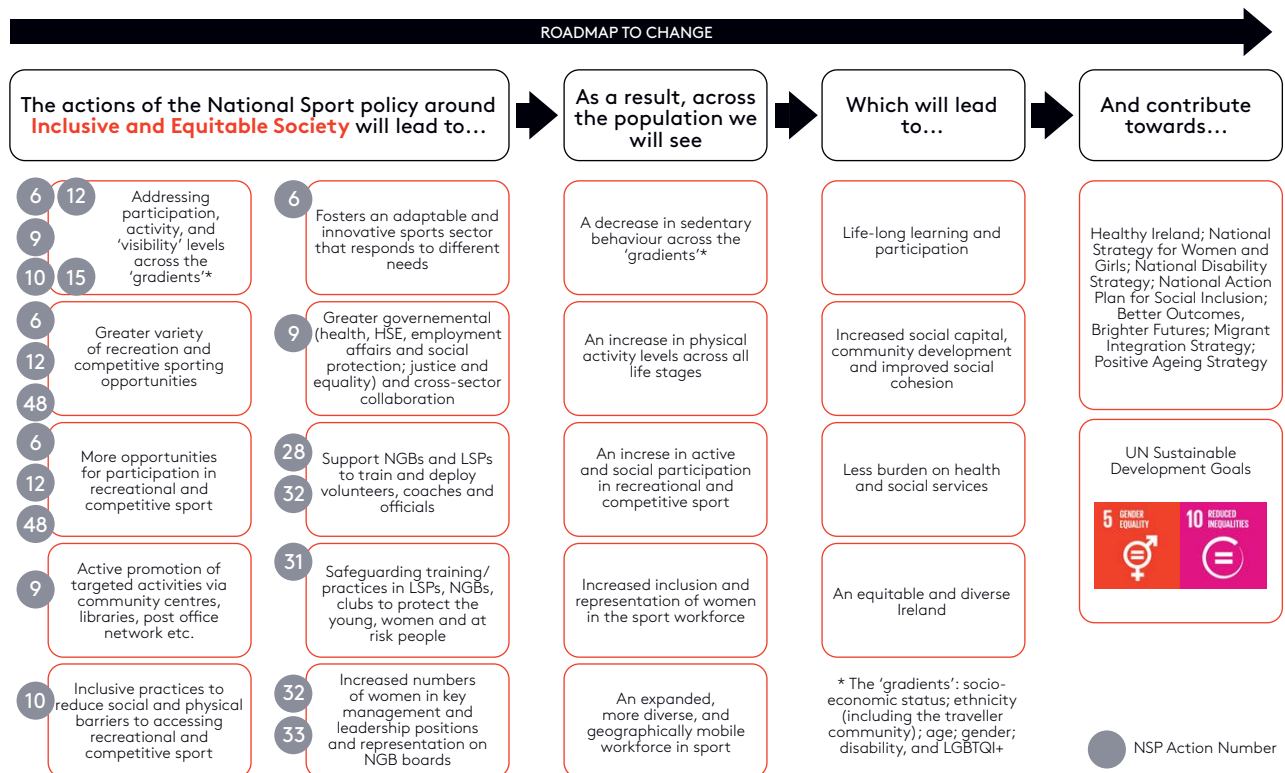 ROADMAP TO CHANGE
The actions of the National Sport policy around
Inclusive and Equitable Society will lead to...
As a result, across
the population we
will see
Which will lead
to...
And contribute
towards...
6
12
9
10
15
Addressing
participation,
activity, and
‘visibility’ levels
across the
‘gradients’*
6
12
48
Greater variety
of recreation and
competitive sporting
opportunities
6
12
48
More opportunities
for participation in
recreational and
competitive sport
9
Active promotion of
targeted activities via
community centres,
libraries, post office
network etc.
10
Inclusive practices to
reduce social and physical
barriers to accessing
recreational and
competitive sport
6
Fosters an adaptable and
innovative sports sector
that responds to different
needs
9
Greater governemental
(health, HSE, employment
affairs and social
protection; justice and
equality) and cross-sector
collaboration
28
32
Support NGBs and LSPs
to train and deploy
volunteers, coaches and
officials
31
Safeguarding training/
practices in LSPs, NGBs,
clubs to protect the
young, women and at
risk people
32
33
Increased numbers
of women in key
management and
leadership positions
and representation on
NGB boards
A decrease in sedentary
behaviour across the
‘gradients’*
An increase in physical
activity levels across all
life stages
An increse in active
and social participation
in recreational and
competitive sport
Increased inclusion and
representation of women
in the sport workforce
An expanded,
more diverse, and
geographically mobile
workforce in sport
Life-long learning and
participation
Increased social capital,
community development
and improved social
cohesion
Less burden on health
and social services
An equitable and diverse
Ireland
* The ‘gradients’: socio-
economic status; ethnicity
(including the traveller
community); age; gender;
disability, and LGBTQI+
Healthy Ireland; National
Strategy for Women and
Girls; National Disability
Strategy; National Action
Plan for Social Inclusion;
Better Outcomes,
Brighter Futures; Migrant
Integration Strategy;
Positive Ageing Strategy
UN Sustainable
Development Goals
5 GENDER
EQUALITY
10 REDUCED
INEQUALITIES
NSP Action Number